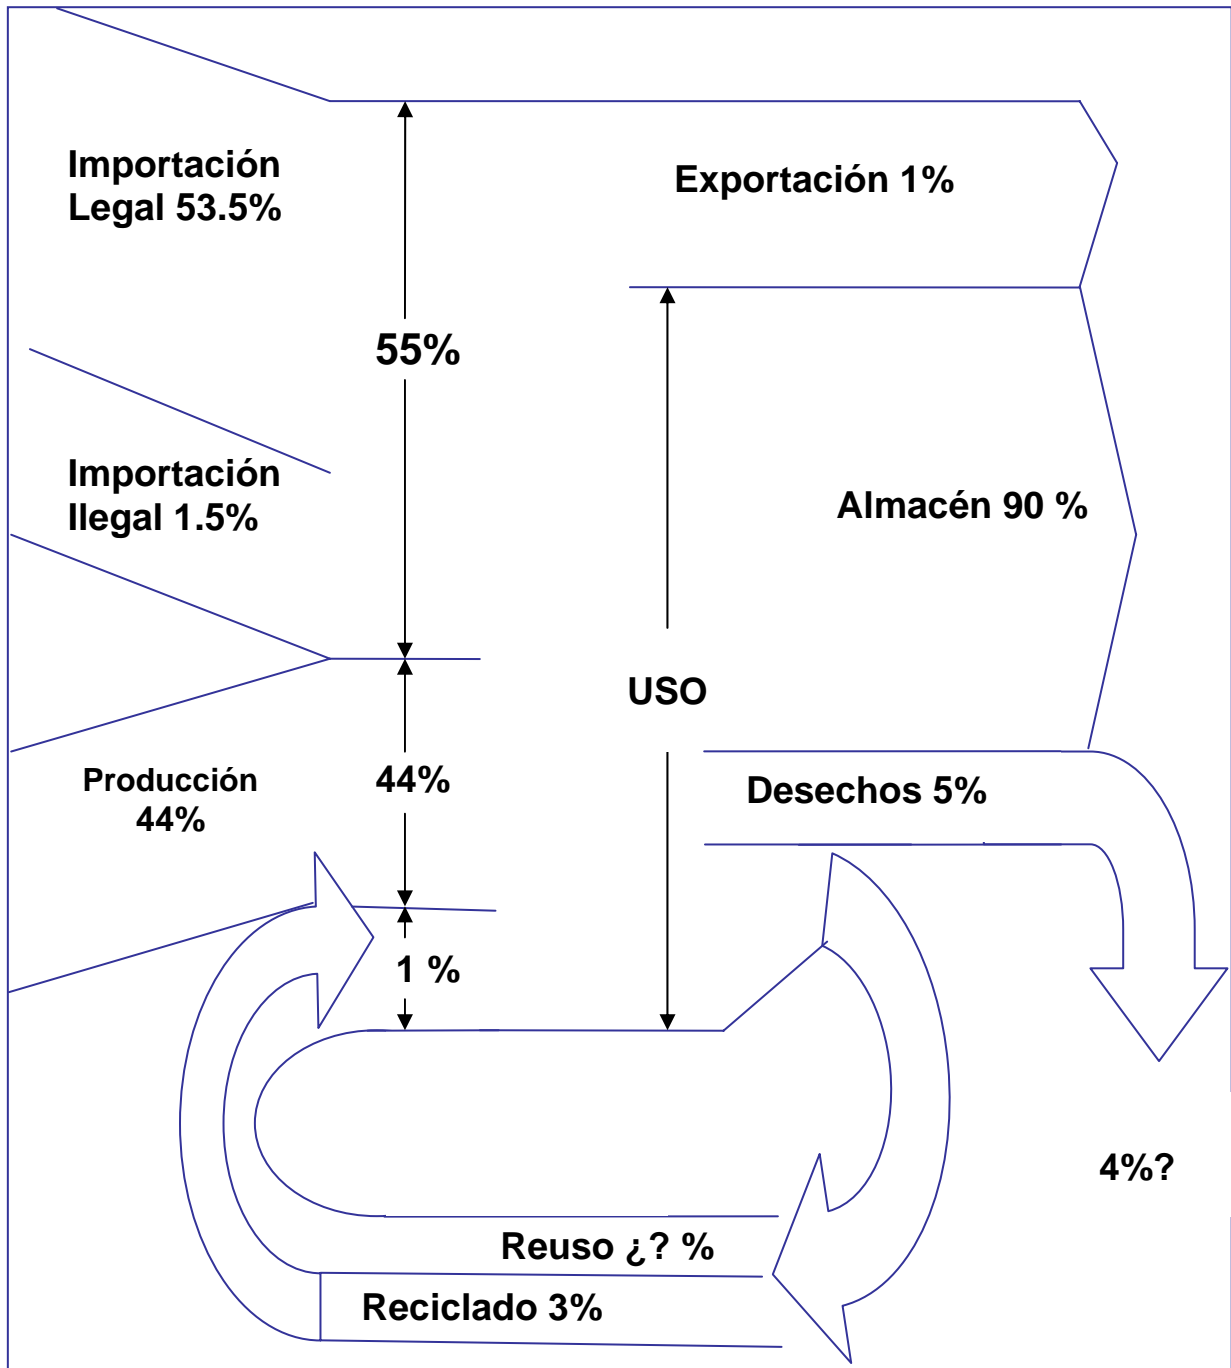 Importación
Legal 53.5%
Exportación 1%
55%
Importación
Ilegal 1.5%
Almacén 90 %
USO
Producción
44%
44%
Desechos 5%
1 %
4%?
Reuso ¿? %
Reciclado 3%